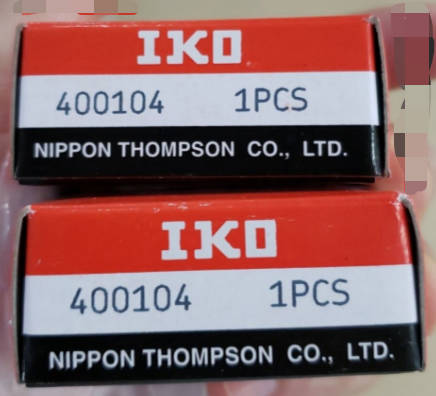 IKO
400104 1PCS
NIPPON THOMPSON CO., LTD.
IKO
400104 1PCS
NIPPON THOMPSON CO., LTD.